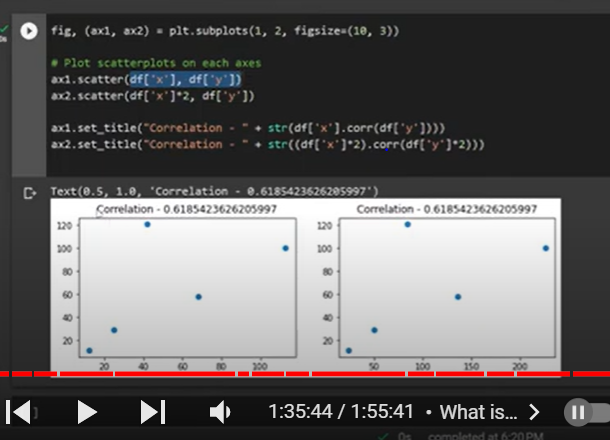 fig, (ax1, ax2) = plt.subplots(1, 2, figsize=(10, 3))
# Plot scatterplots on each axes
ax1.scatter(df['x'], df['y'])
ax2.scatter(df['x']*2, df['y'])
ax1.set_title("Correlation - " + str(df['x'].corr(df['y'])))
ax2.set_title("Correlation - " + str((df['x']*2).corr(df['y']*2)))
Text(0.5, 1.0, 'Correlation - 0.6185423626205997')
Correlation - 0.6185423626205997
120
100
80
60
40
20
20 40 60 80 100
Correlation - 0.6185423626205997
120
100
80
60
40
20
50 100 150 200
1:35:44 / 1:55:41 • What is...
0s completed at 6:20 PM